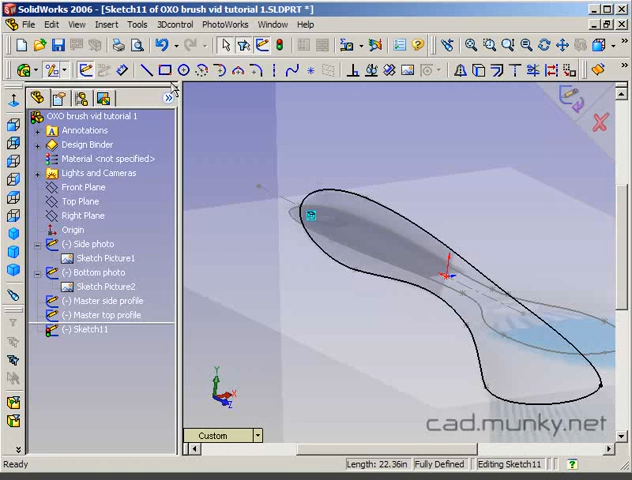 SolidWorks 2006 - [Sketch11 of OXO brush vid tutorial 1.SLDPRT *]
File Edit View Insert Tools 3Dcontrol PhotoWorks Window Help
OXO brush vid tutorial 1
Annotations
Design Binder
Material <not specified>
Lights and Cameras
Front Plane
Top Plane
Right Plane
Origin
(-) Side photo
Sketch Picture1
(-) Bottom photo
Sketch Picture2
(-) Master side profile
(-) Master top profile
(-) Sketch11
Y
X
Z
cad.munky.net
Custom
Ready
Length: 22.36in Fully Defined Editing Sketch11 ?